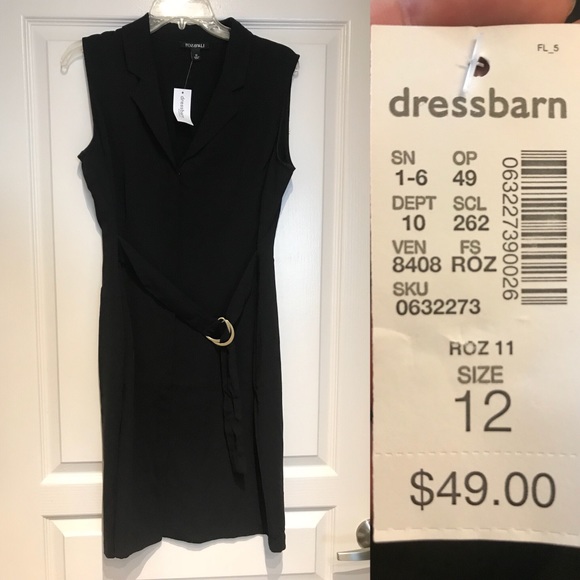 FL_5
dressbarn
SN OP
1-6 49
DEPT SCL
10 262
VEN FS
8408 ROZ
SKU
0632273
063227390026
ROZ 11
SIZE
12
$49.00